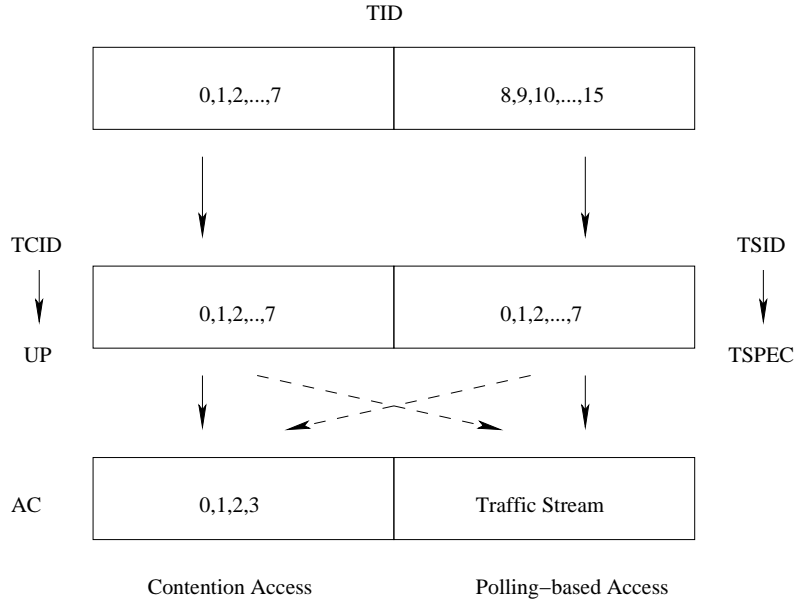 TID
0,1,2,...,7
8,9,10,...,15
TCID
TSID
0,1,2,..,7
0,1,2,...,7
UP
TSPEC
AC
0,1,2,3
Traffic Stream
Contention Access
Polling−based Access